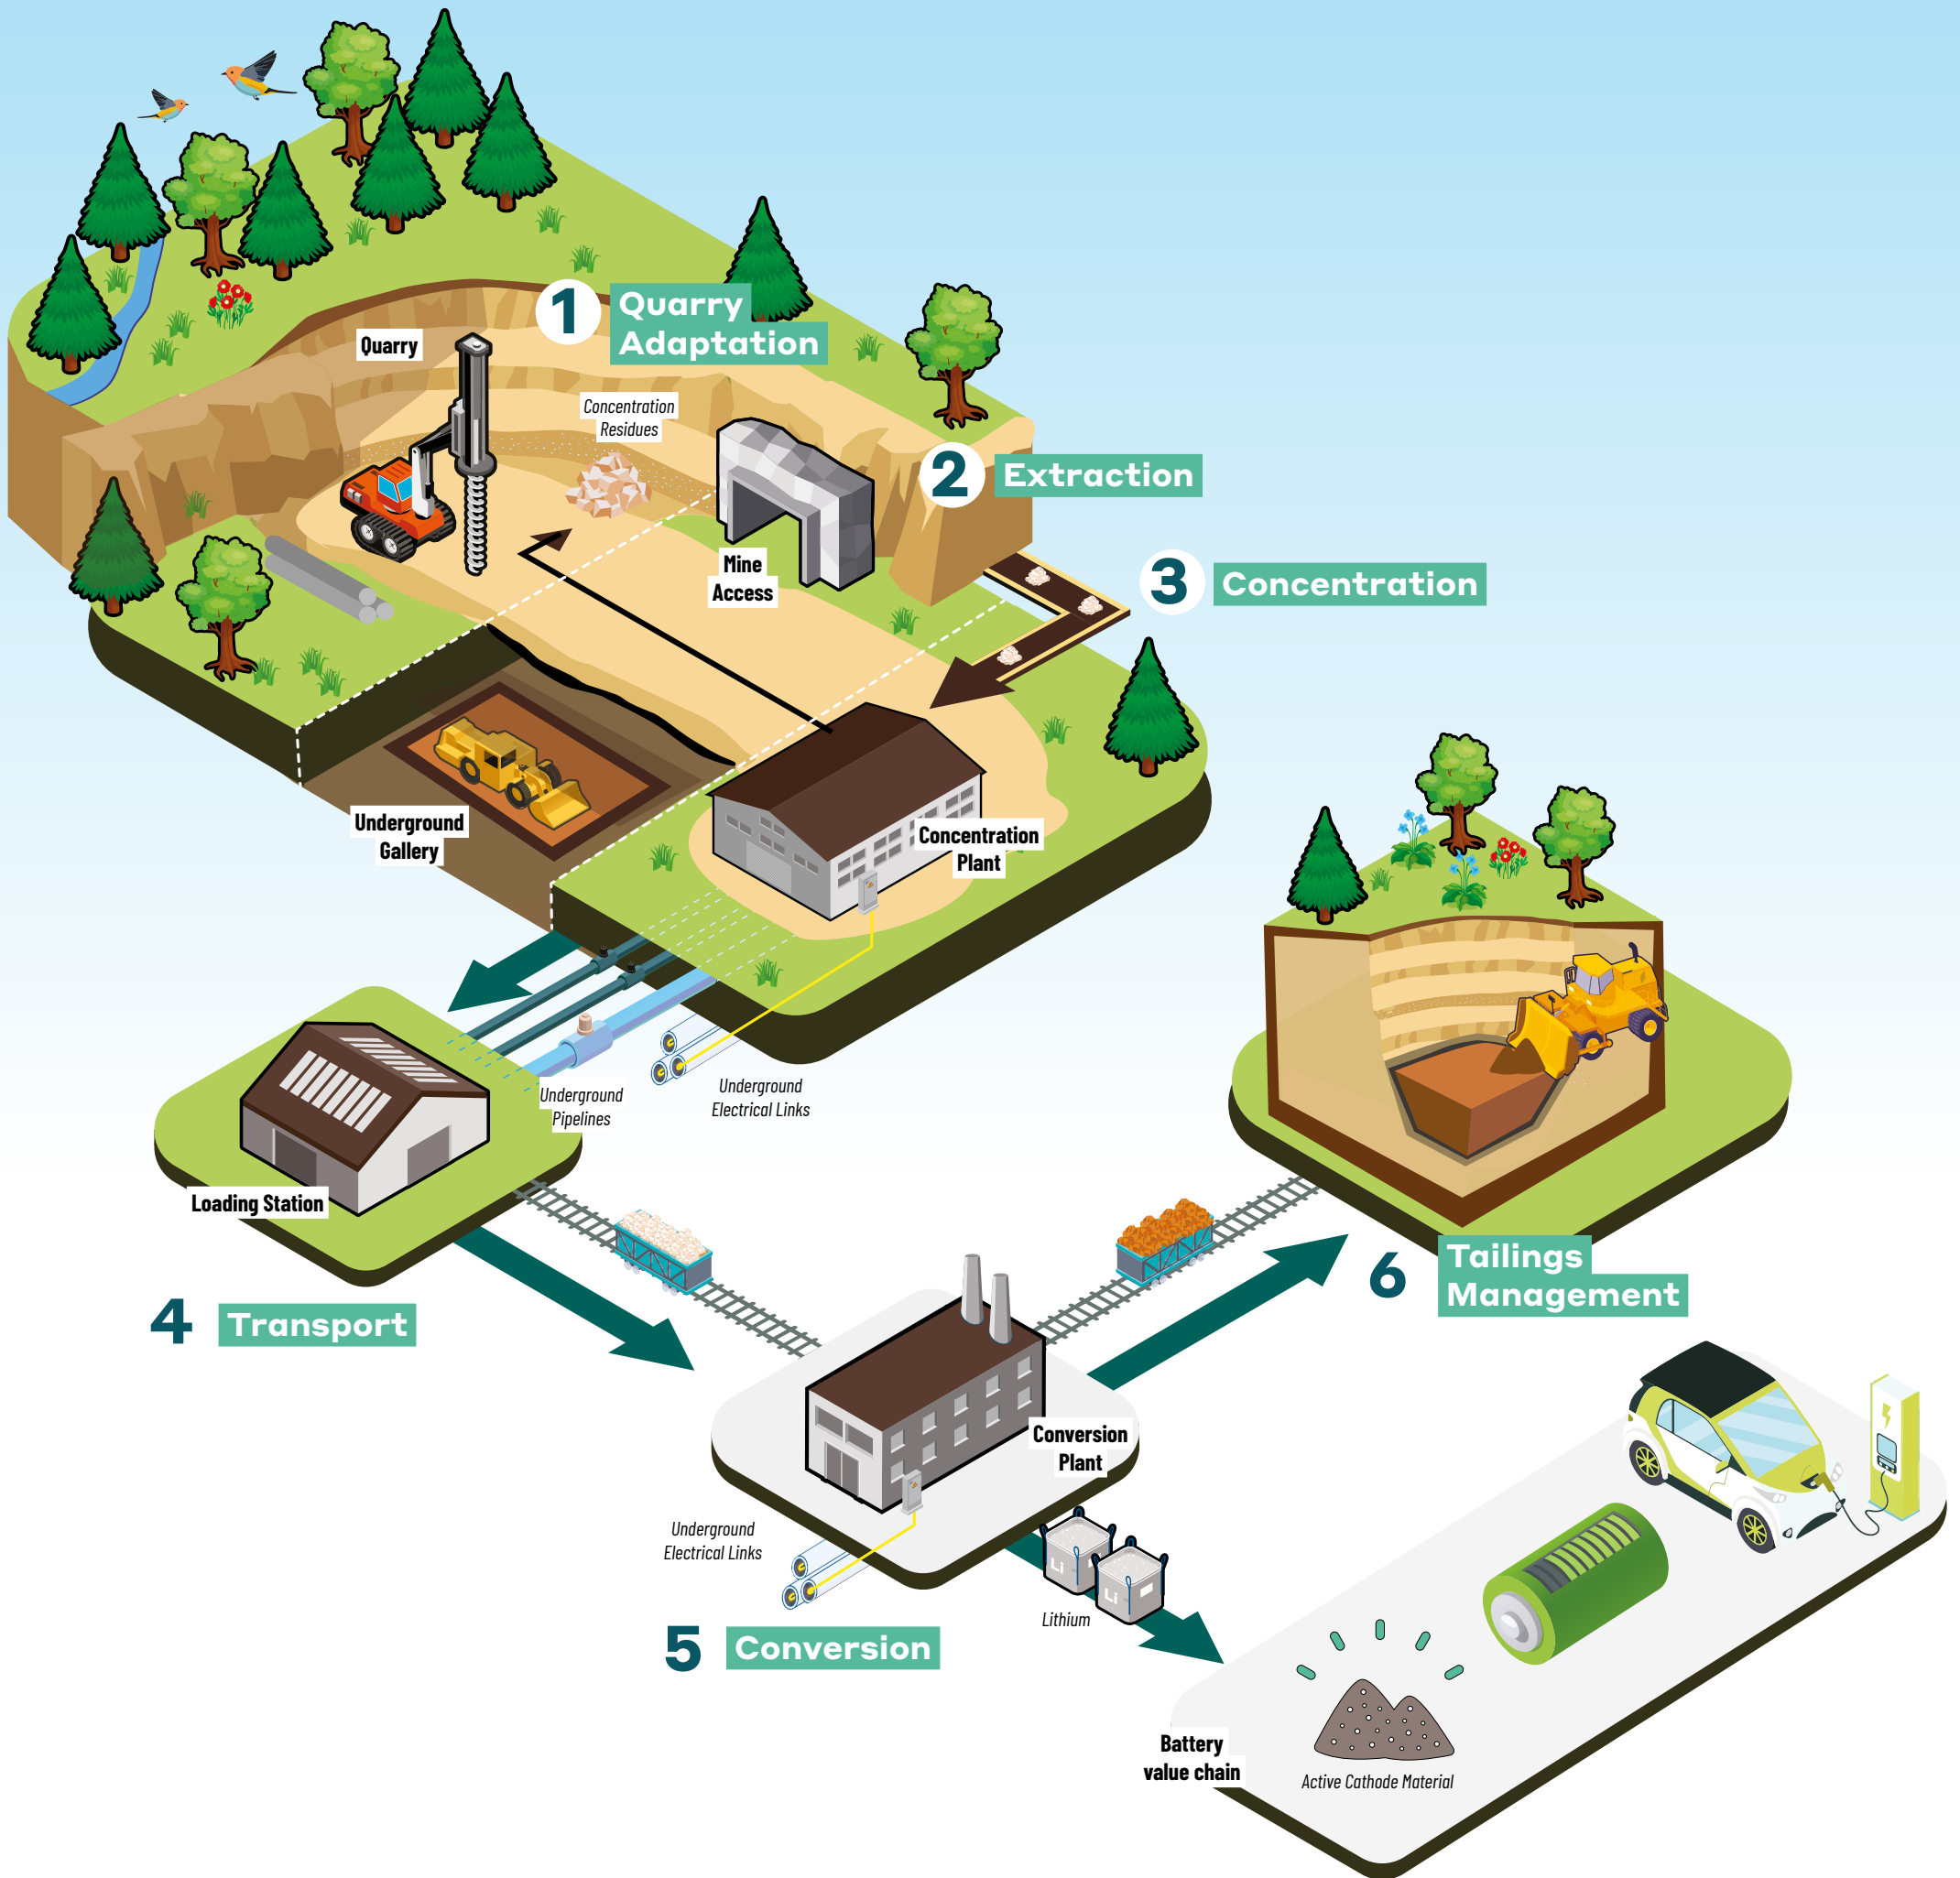 1
Quarry
Adaptation
Quarry
Concentration
Residues
2
Extraction
Mine
Access
3
Concentration
Underground
Gallery
Concentration
Plant
Underground
Pipelines
Underground
Electrical Links
Loading Station
4
Transport
6
Tailings
Management
Conversion
Plant
Underground
Electrical Links
5
Conversion
Li
Li
Lithium
Battery
value chain
Active Cathode Material